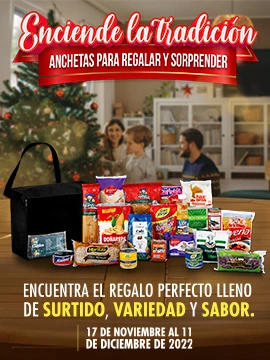 Enciende la tradición
ANCHETAS PARA REGALAR Y SORPRENDER
DOÑAREPA
ENCUENTRA EL REGALO PERFECTO LLENO
DE SURTIDO, VARIEDAD Y SABOR.
17 DE NOVIEMBRE AL 11
DE DICIEMBRE DE 2022